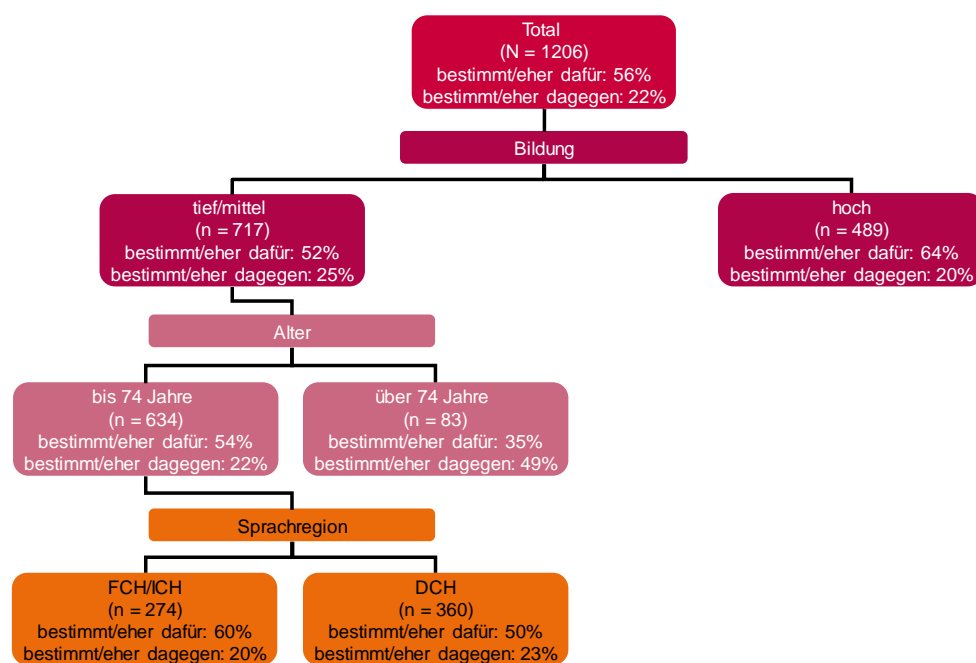 Total
(N = 1206)
bestimmt/eher dafür: 56%
bestimmt/eher dagegen: 22%
Bildung
tief/mittel
(n = 717)
bestimmt/eher dafür: 52%
bestimmt/eher dagegen: 25%
hoch
(n = 489)
bestimmt/eher dafür: 64%
bestimmt/eher dagegen: 20%
Alter
bis 74 Jahre
(n = 634)
bestimmt/eher dafür: 54%
bestimmt/eher dagegen: 22%
über 74 Jahre
(n = 83)
bestimmt/eher dafür: 35%
bestimmt/eher dagegen: 49%
Sprachregion
FCH/ICH
(n = 274)
bestimmt/eher dafür: 60%
bestimmt/eher dagegen: 20%
DCH
(n = 360)
bestimmt/eher dafür: 50%
bestimmt/eher dagegen: 23%